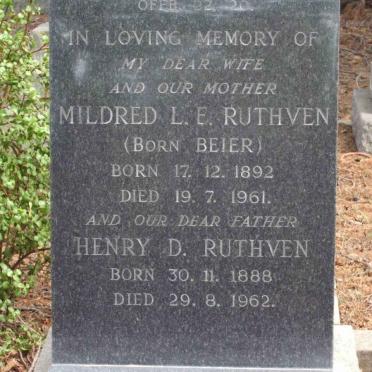 IN LOVING MEMORY OF
MY DEAR WIFE
AND OUR MOTHER
MILDRED L. E. RUTHVEN
(BORN BEIER)
BORN 17. 12. 1892
DIED 19. 7. 1961.
AND OUR DEAR FATHER
HENRY D. RUTHVEN
BORN 30. 11. 1888
DIED 29. 8. 1962.